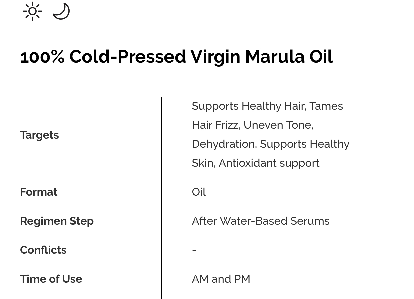 100% Cold-Pressed Virgin Marula Oil
Targets
Supports Healthy Hair, Tames
Hair Frizz, Uneven Tone,
Dehydration, Supports Healthy
Skin, Antioxidant support
Format
Oil
Regimen Step
After Water-Based Serums
Conflicts
-
Time of Use
AM and PM